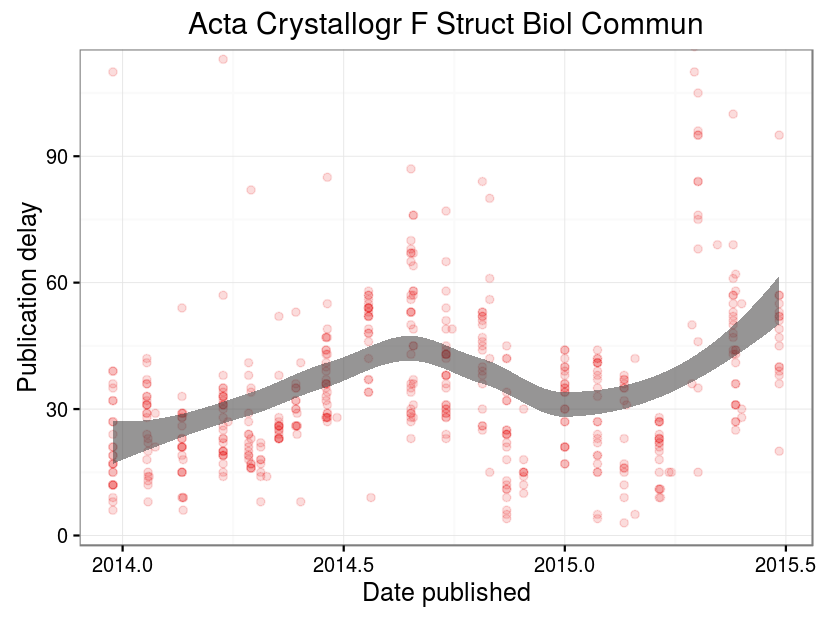 Acta Crystallogr F Struct Biol Commun
Publication delay
90
60
30
0
2014.0 2014.5 2015.0 2015.5
Date published